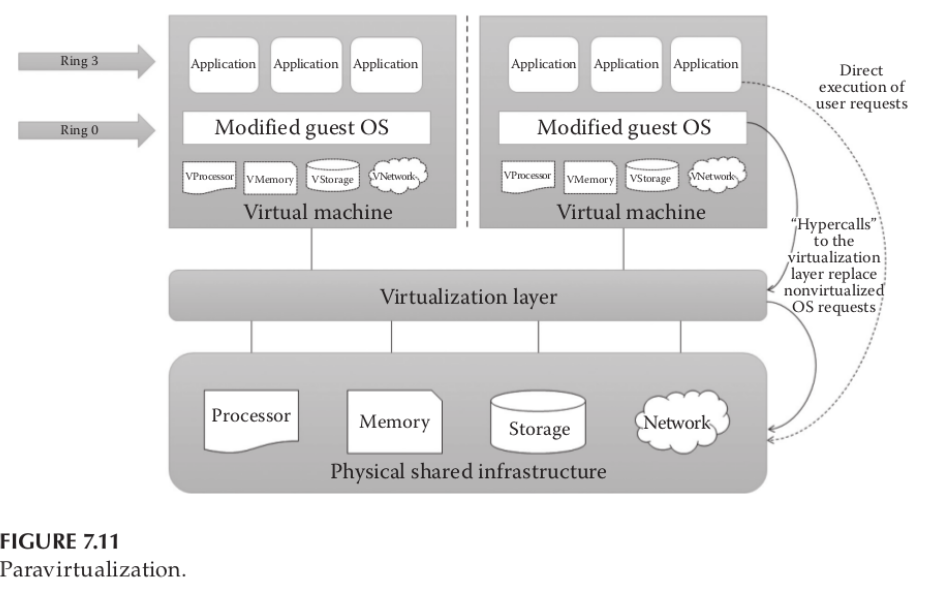 Ring 3
Application
Application
Application
Application
Application
Application
Direct
execution of
user requests
Ring 0
Modified guest OS
Modified guest OS
VProcessor
VMemory
VStorage
VNetwork
VProcessor
VMemory
VStorage
VNetwork
Virtual machine
Virtual machine
“Hypercalls”
to the
virtualization
layer replace
nonvirtualized
OS requests
Virtualization layer
Processor
Memory
Storage
Network
Physical shared infrastructure
FIGURE 7.11
Paravirtualization.